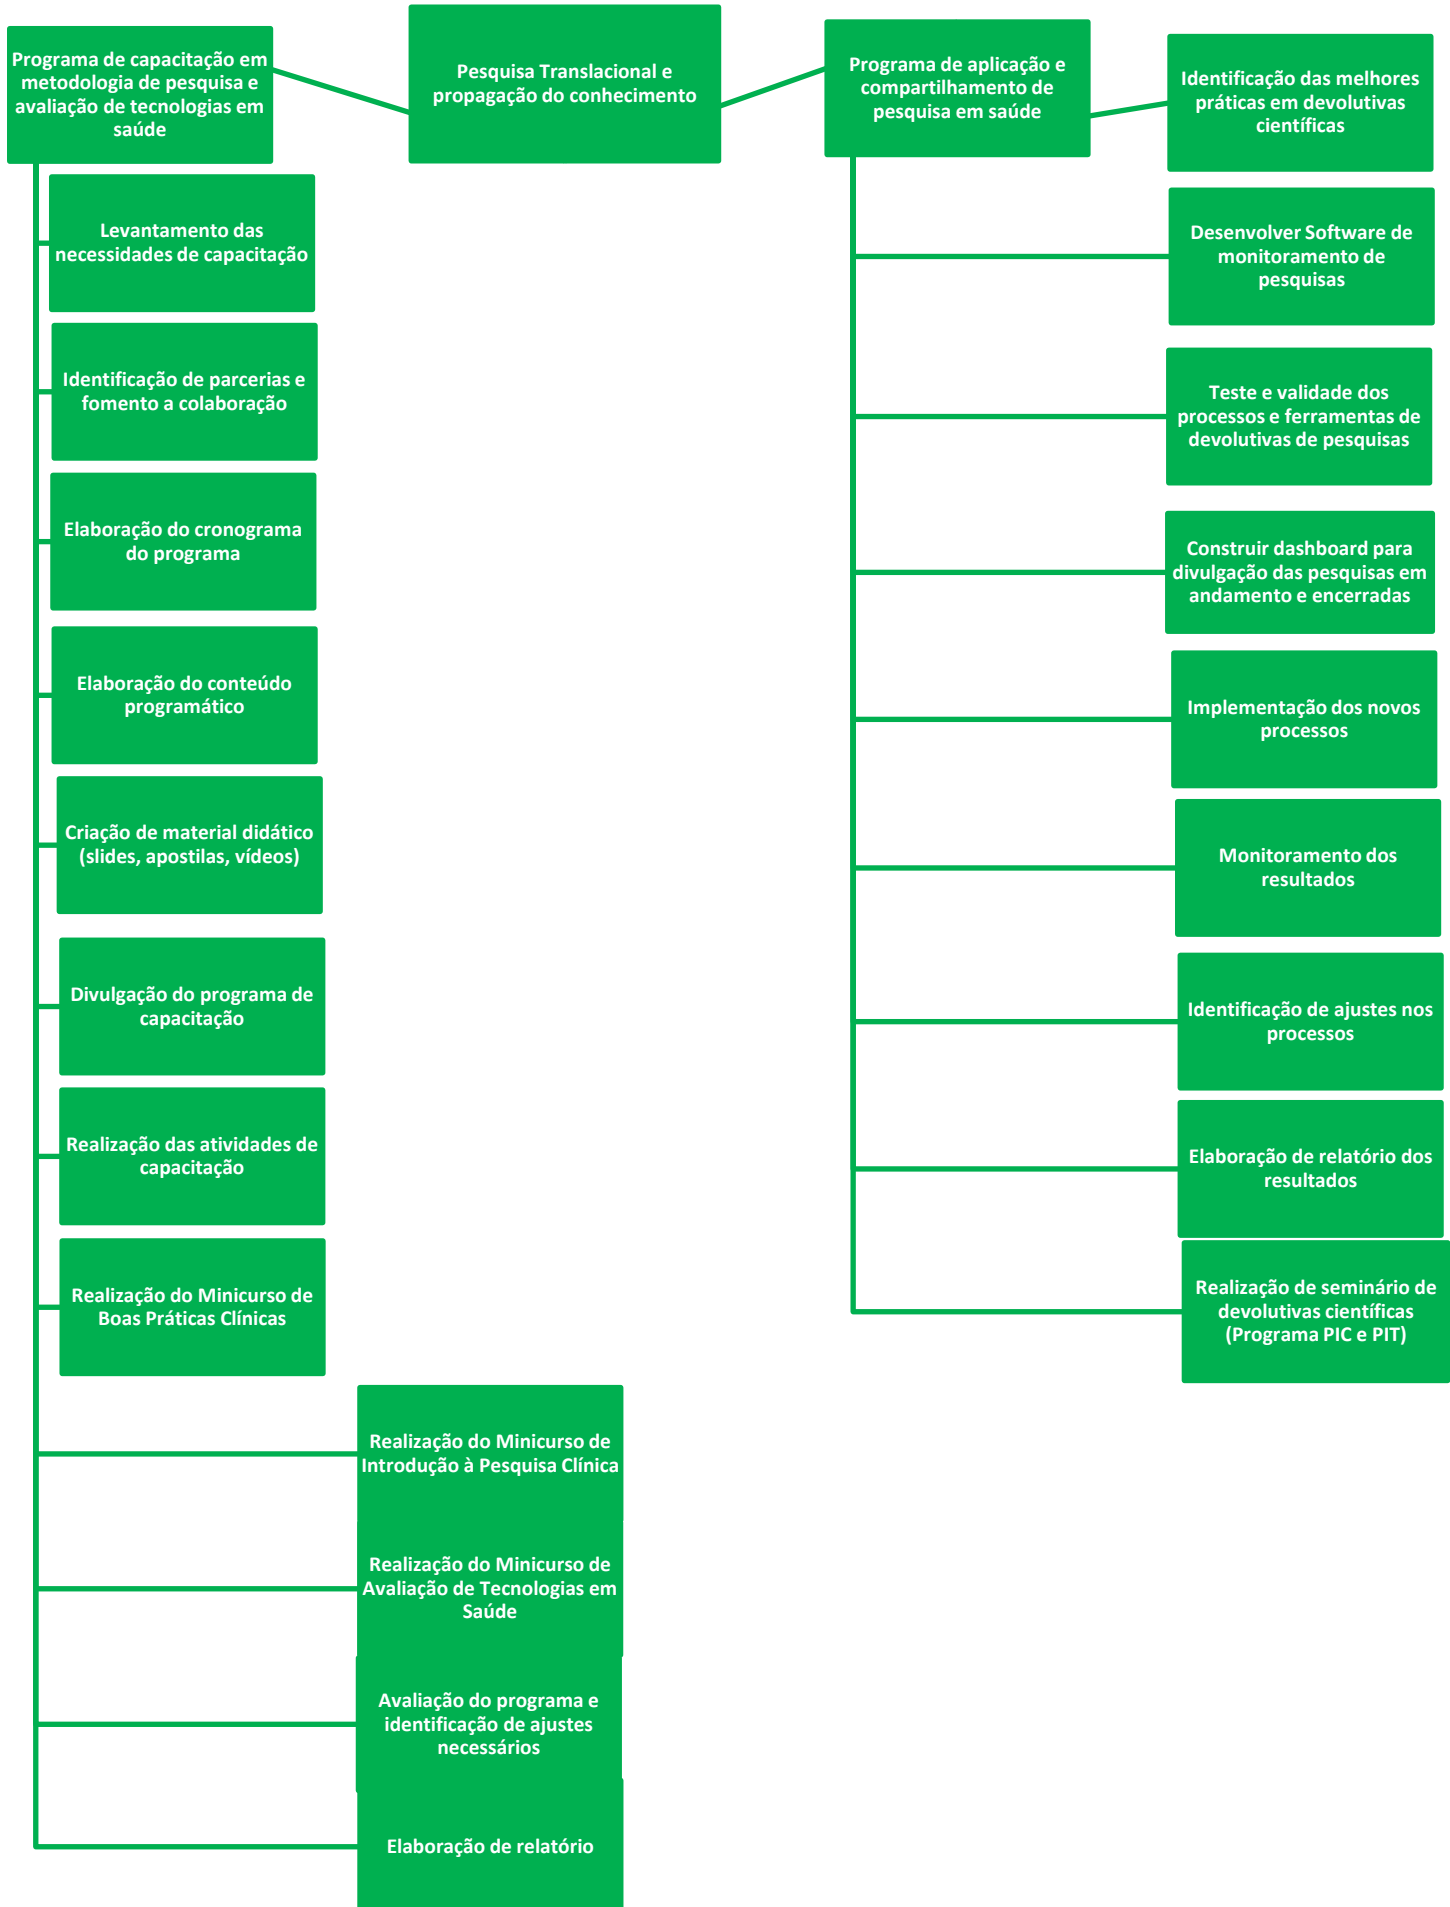 Programa de capacitação em
metodologia de pesquisa e
avaliação de tecnologias em
saúde
Pesquisa Translacional e
propagação do conhecimento
Programa de aplicação e
compartilhamento de
pesquisa em saúde
Identificação das melhores
práticas em devolutivas
científicas
Levantamento das
necessidades de capacitação
Identificação de parcerias e
fomento a colaboração
Elaboração do cronograma
do programa
Elaboração do conteúdo
programático
Criação de material didático
(slides, apostilas, vídeos)
Divulgação do programa de
capacitação
Realização das atividades de
capacitação
Realização do Minicurso de
Boas Práticas Clínicas
Realização do Minicurso de
Introdução à Pesquisa Clínica
Realização do Minicurso de
Avaliação de Tecnologias em
Saúde
Avaliação do programa e
identificação de ajustes
necessários
Elaboração de relatório
Desenvolver Software de
monitoramento de
pesquisas
Teste e validade dos
processos e ferramentas de
devolutivas de pesquisas
Construir dashboard para
divulgação das pesquisas em
andamento e encerradas
Implementação dos novos
processos
Monitoramento dos
resultados
Identificação de ajustes nos
processos
Elaboração de relatório dos
resultados
Realização de seminário de
devolutivas científicas
(Programa PIC e PIT)